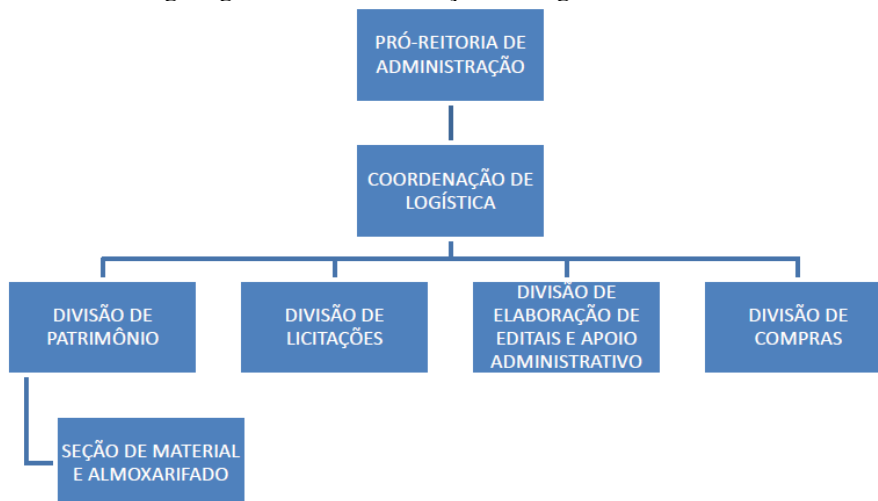 PRÓ-REITORIA DE
ADMINISTRAÇÃO
COORDENAÇÃO DE
LOGÍSTICA
DIVISÃO DE
PATRIMÔNIO
DIVISÃO DE
LICITAÇÕES
DIVISÃO DE
ELABORAÇÃO DE
EDITAIS E APOIO
ADMINISTRATIVO
DIVISÃO DE
COMPRAS
SEÇÃO DE MATERIAL
E ALMOXARIFADO